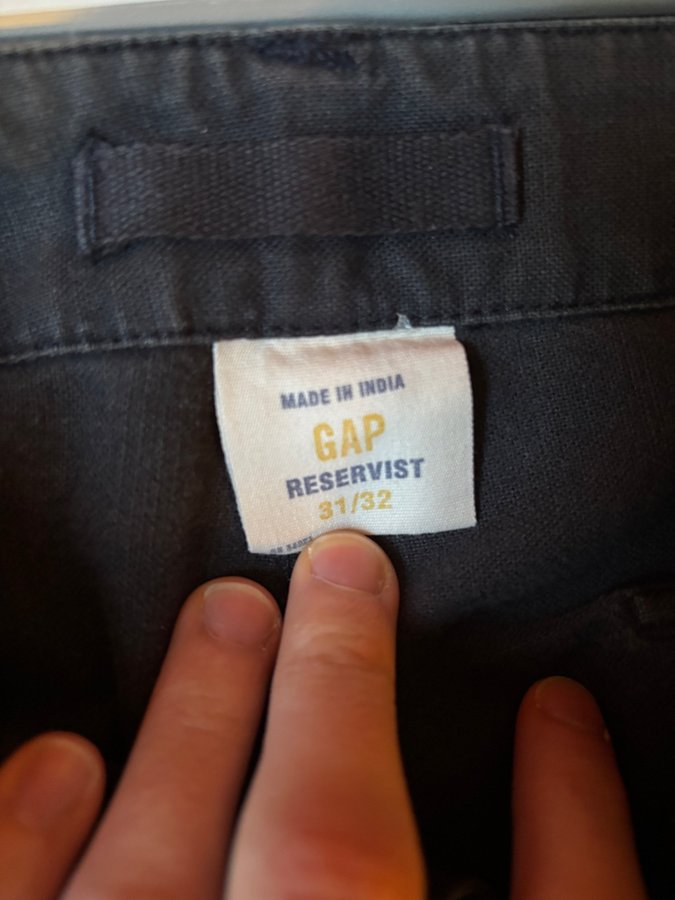 MADE IN INDIA
GAP
RESERVIST
31/32